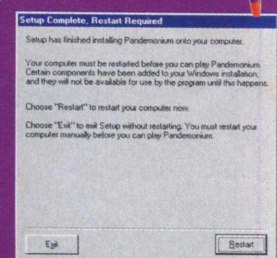 Setup Complete, Restart Required
Setup has finished installing Pandemonium onto your computer.
Your computer must be restarted before you can play Pandemonium.
Certain components have been added to your Windows installation,
and they will not be available for use by the program until this happens.
Choose "Restart" to restart your computer now.
Choose "Exit" to exit Setup without restarting. You must restart your
computer manually before you can play Pandemonium.
Exit
Restart